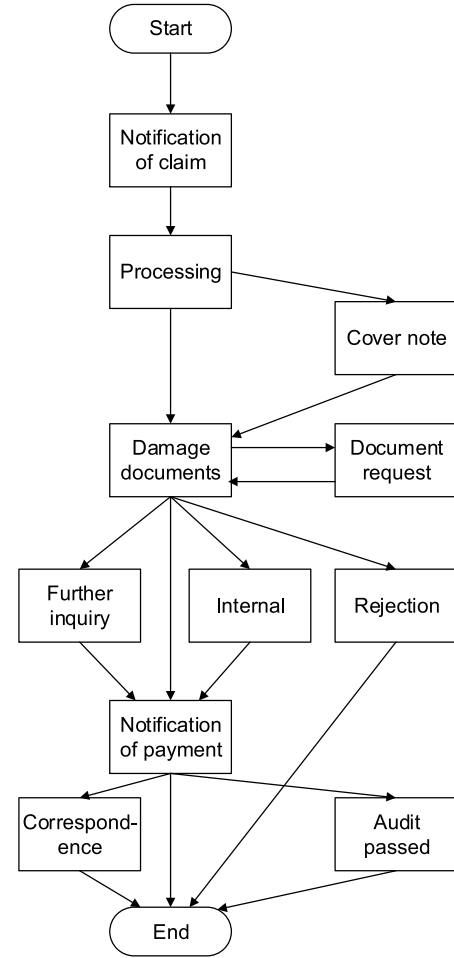 Start
Notification
of claim
Processing
Cover note
Damage
documents
Document
request
Further
inquiry
Internal
Rejection
Notification
of payment
Correspond-
ence
Audit
passed
End